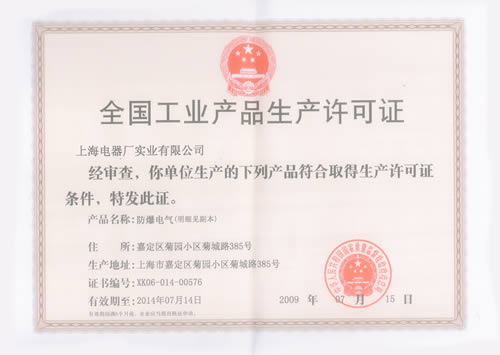 全国工业产品生产许可证
上海电器厂实业有限公司
经审查，你单位生产的下列产品符合取得生产许可证
条件，特发此证。
产品名称:防爆电气(明细见副本)
住 所:嘉定区菊园小区菊城路385号
生产地址:上海市嘉定区菊园小区菊城路385号
证书编号:XK06-014-00576
有效期至:2014年07月14日
2009 年 07 月 15 日